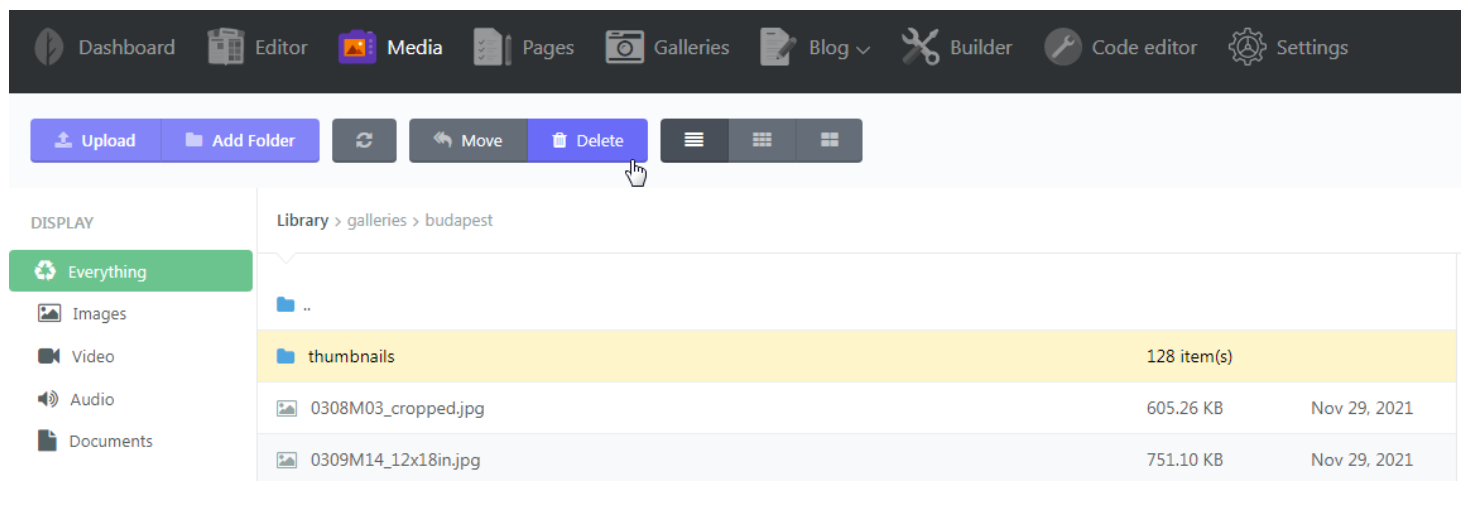 Dashboard Editor Media Pages Galleries Blog Builder Code editor Settings
Upload Add Folder Move Delete
DISPLAY
Everything
Images
Video
Audio
Documents
Library > galleries > budapest
..
thumbnails 128 item(s)
0308M03_cropped.jpg 605.26 KB Nov 29, 2021
0309M14_12x18in.jpg 751.10 KB Nov 29, 2021